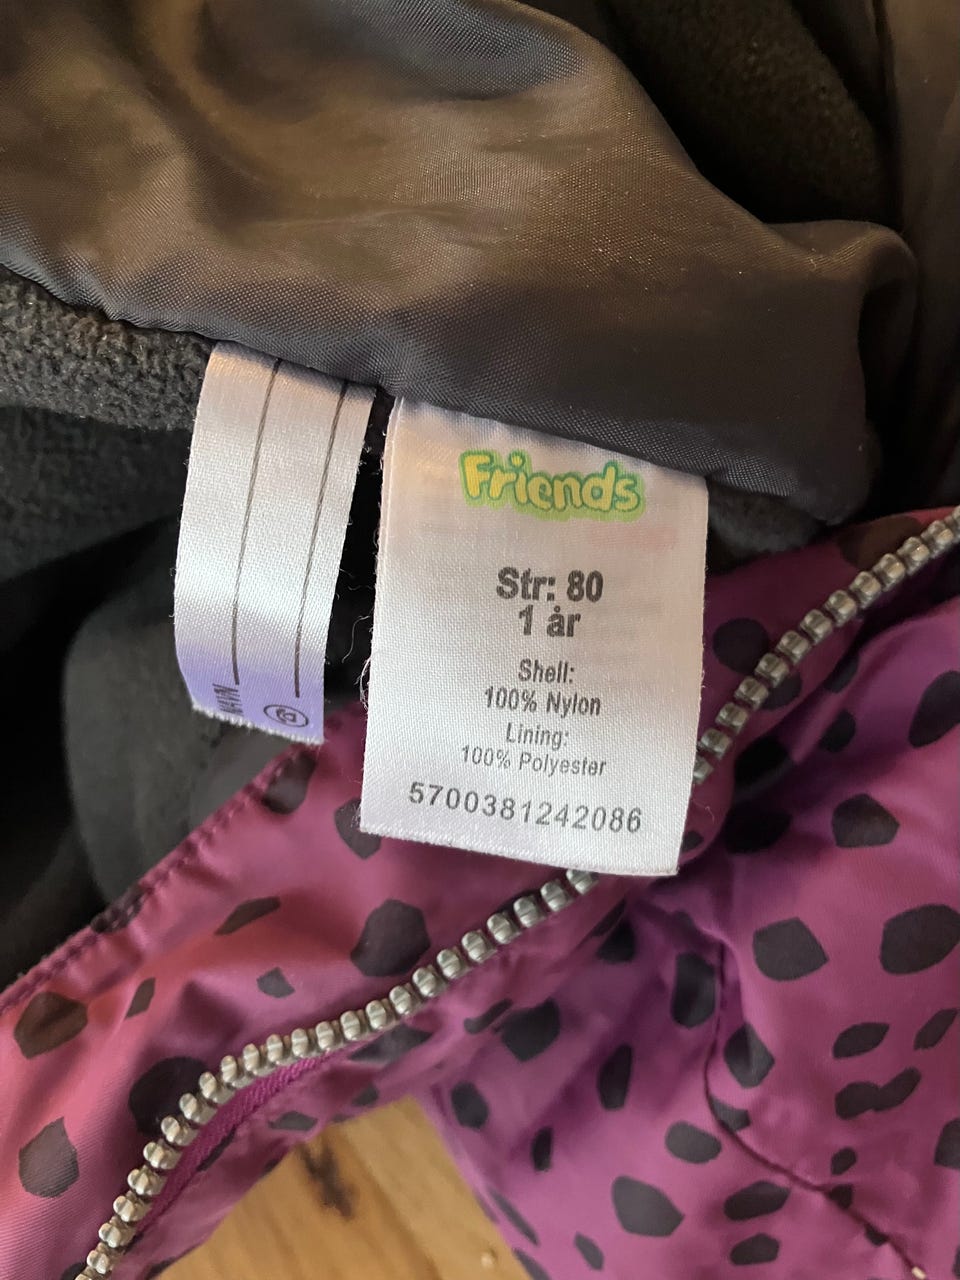 Friends
Str: 80
1 år
Shell:
100% Nylon
Lining:
100% Polyester
5700381242086